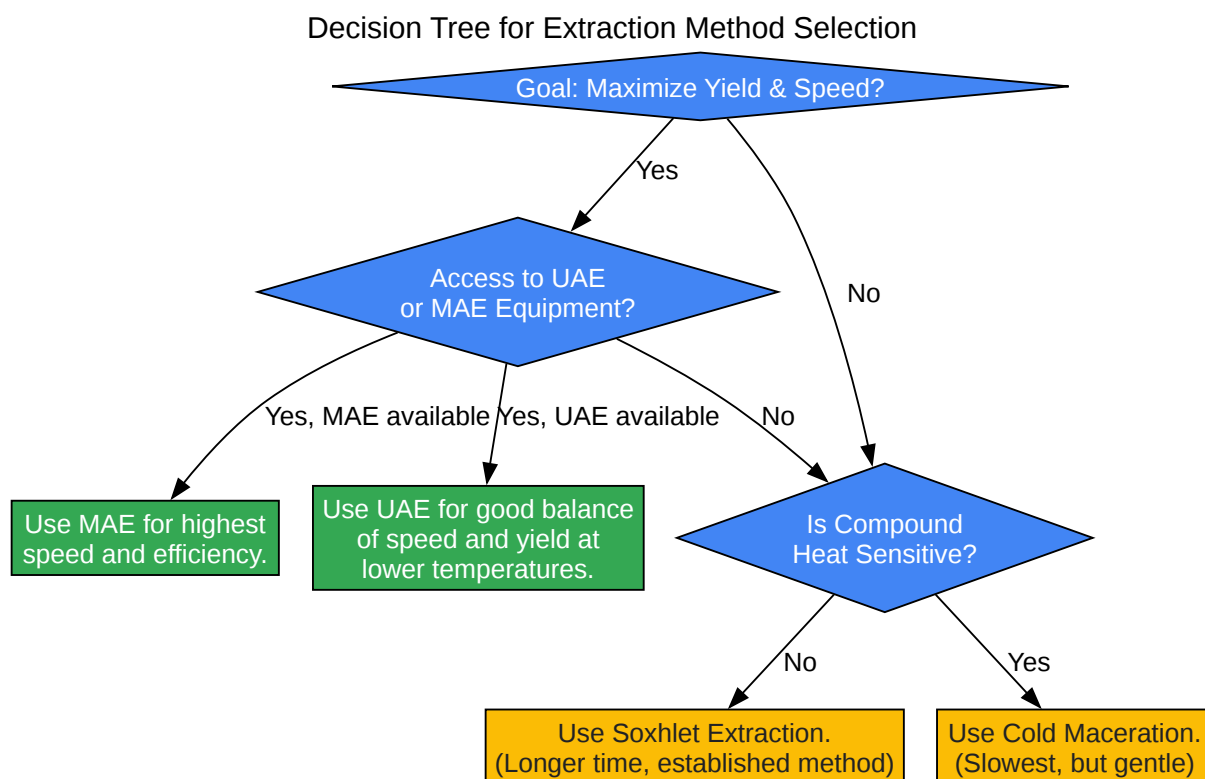 Decision Tree for Extraction Method Selection
Goal: Maximize Yield & Speed?
Yes
Access to UAE
or MAE Equipment?
No
Yes, MAE available
Yes, UAE available
No
Use MAE for highest
speed and efficiency.
Use UAE for good balance
of speed and yield at
lower temperatures.
Is Compound
Heat Sensitive?
No
Yes
Use Soxhlet Extraction.
(Longer time, established method)
Use Cold Maceration.
(Slowest, but gentle)